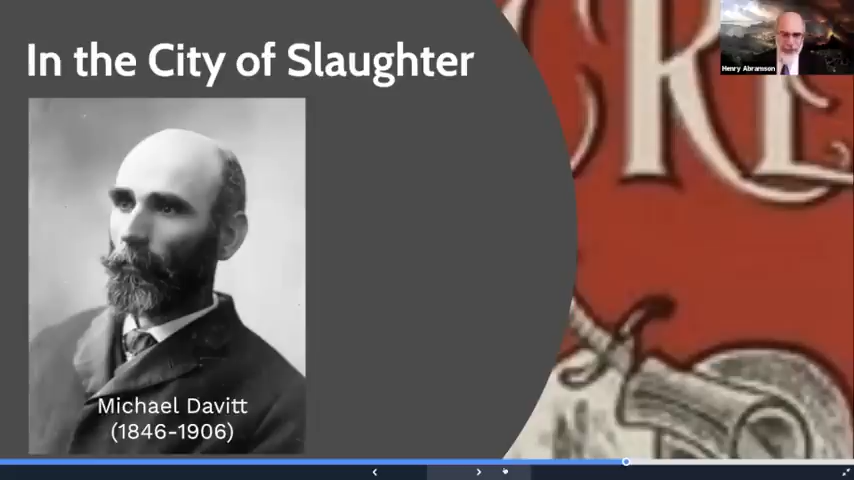 In the City of Slaughter
Henry Abramson
Michael Davitt
(1846-1906)